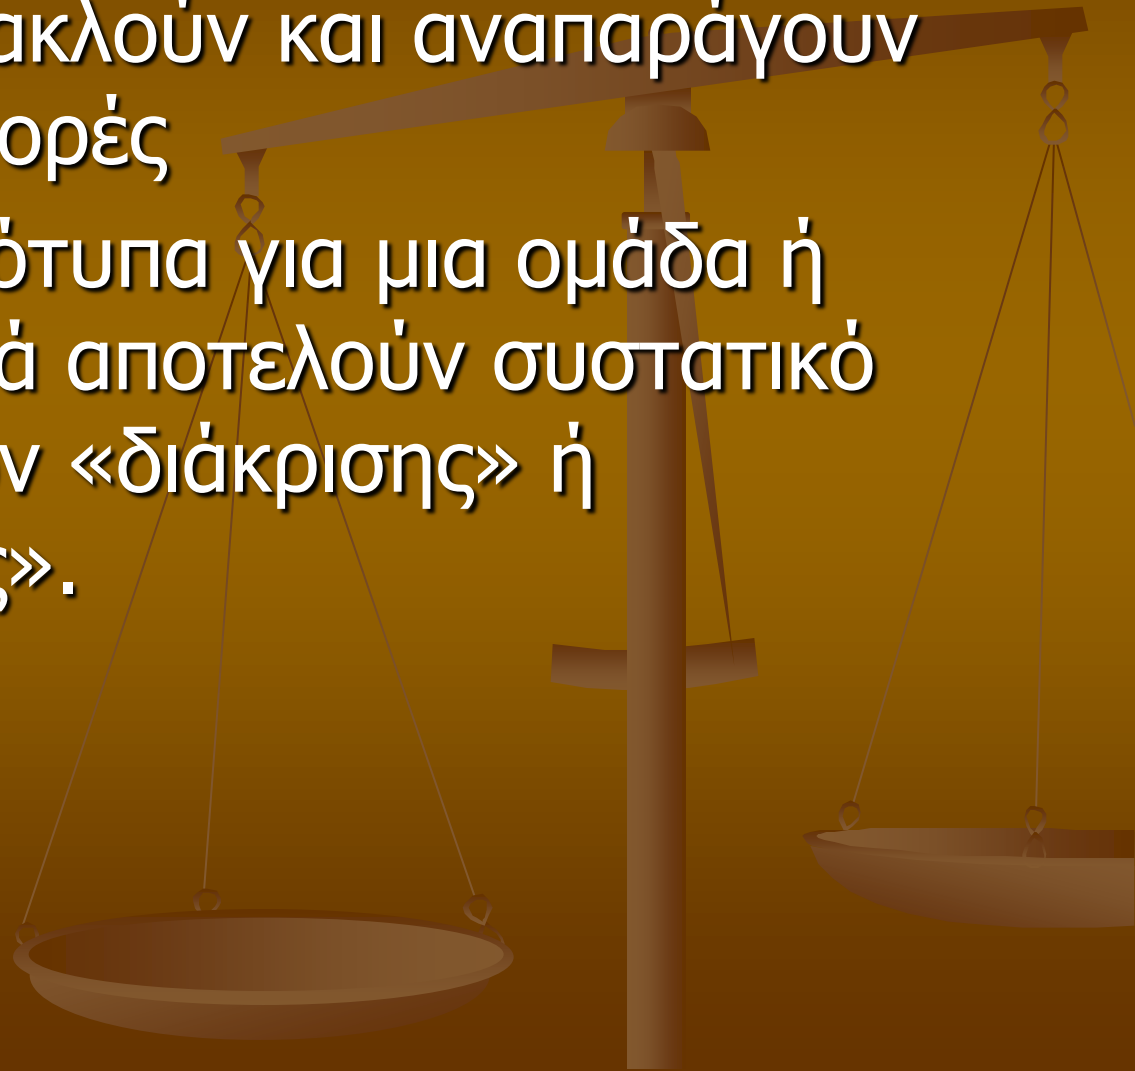 ακλούν και αναπαράγουν
ορές
ότυπα για μια ομάδα ή
ά αποτελούν συστατικό
ν «διάκρισης» ή
ς».